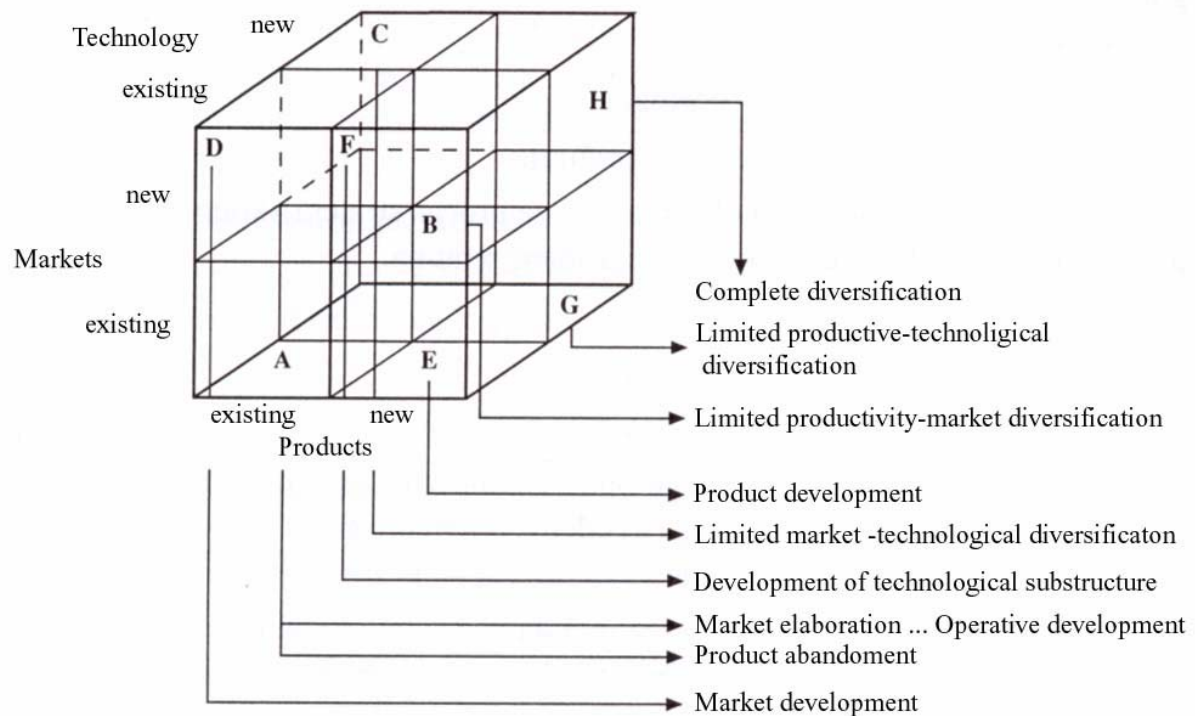 new
Technology
C
existing
H
D
F
new
B
Markets
Complete diversification
G
existing
Limited productive-technoligical
diversification
A
E
existing
new
Limited productivity-market diversification
Products
Product development
Limited market -technological diversificaton
Development of technological substructure
Market elaboration ... Operative development
Product abandoment
Market development